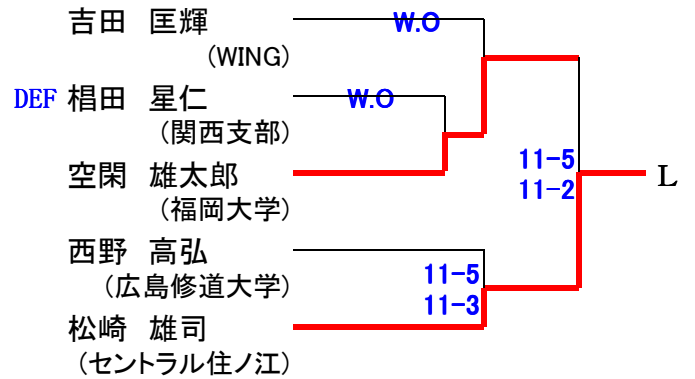 吉田 匡輝 W.O
(WING)
DEF 椙田 星仁 W.O
(関西支部)
空閑 雄太郎
(福岡大学)
11-5
11-2
L
西野 高弘
(広島修道大学)
11-5
11-3
松崎 雄司
(セントラル住ノ江)